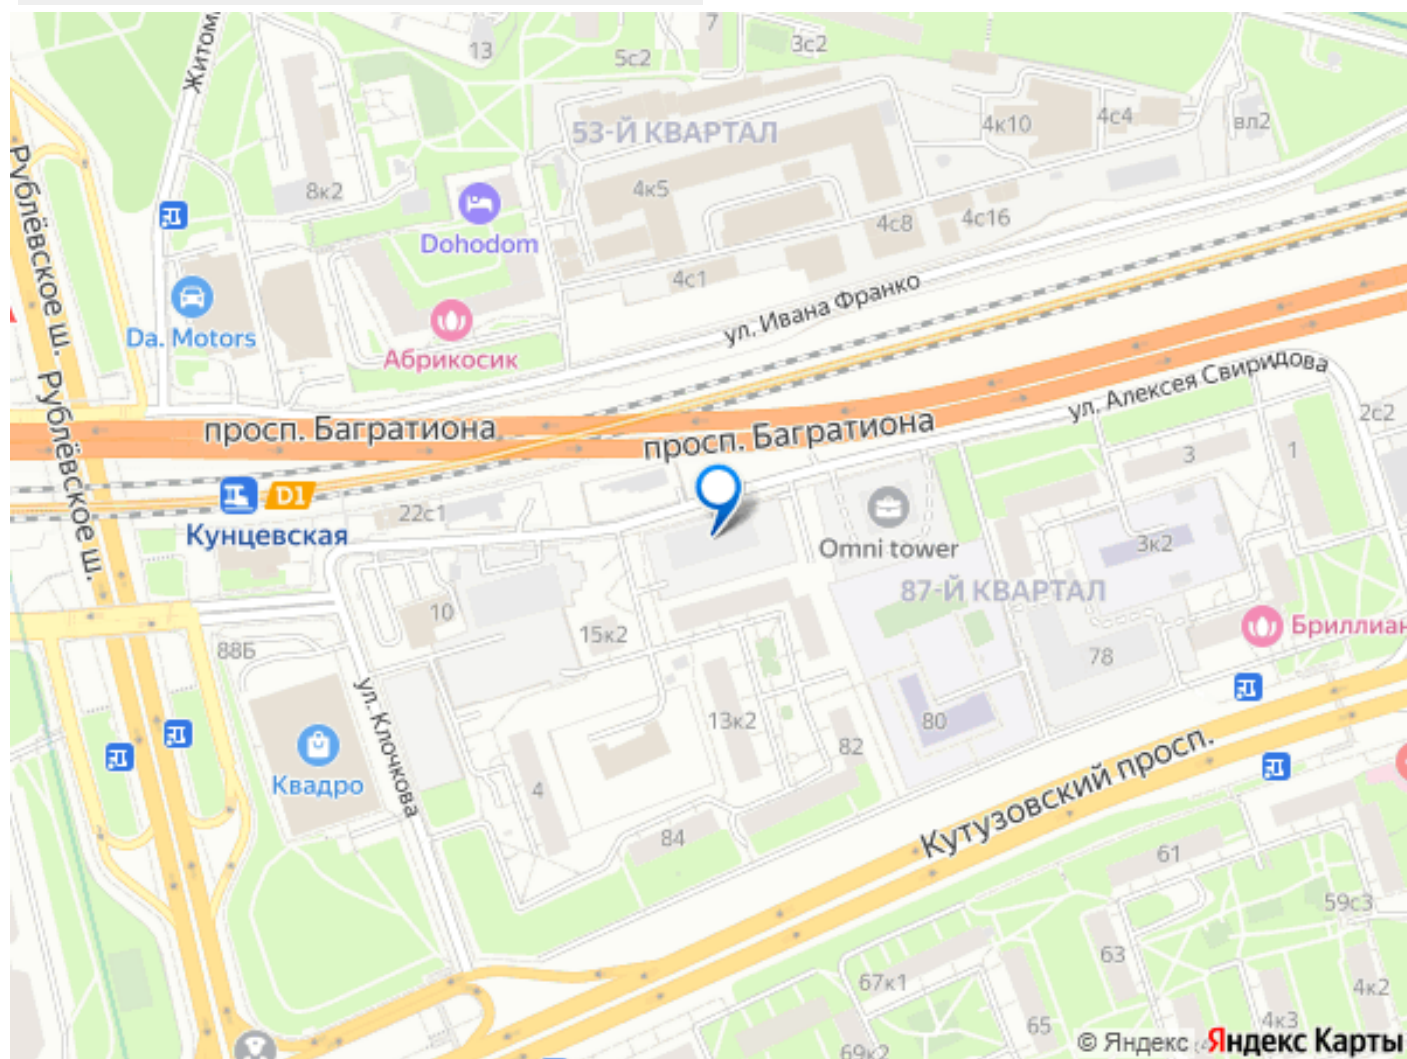 7
3с2
13
5с2
Житом
53-Й КВАРТАЛ
4к10
4с4
вл2
8к2
4к5
4с8
4с16
Dohodom
4с1
ул. Ивана Франко
Рублёвское ш.
Da. Motors
Абрикосик
просп. Багратиона
просп. Багратиона
ул. Алексея Свиридова
2с2
Рублёвское ш.
3
1
D1
22с1
Кунцевская
Omni tower
3к2
87-Й КВАРТАЛ
10
15к2
88Б
Бриллиан
78
ул. Клочкова
13к2
80
82
Квадро
4
84
Кутузовский просп.
61
59с3
63
67к1
4к2
65
4к3
69к2
© Яндекс
Яндекс Карты